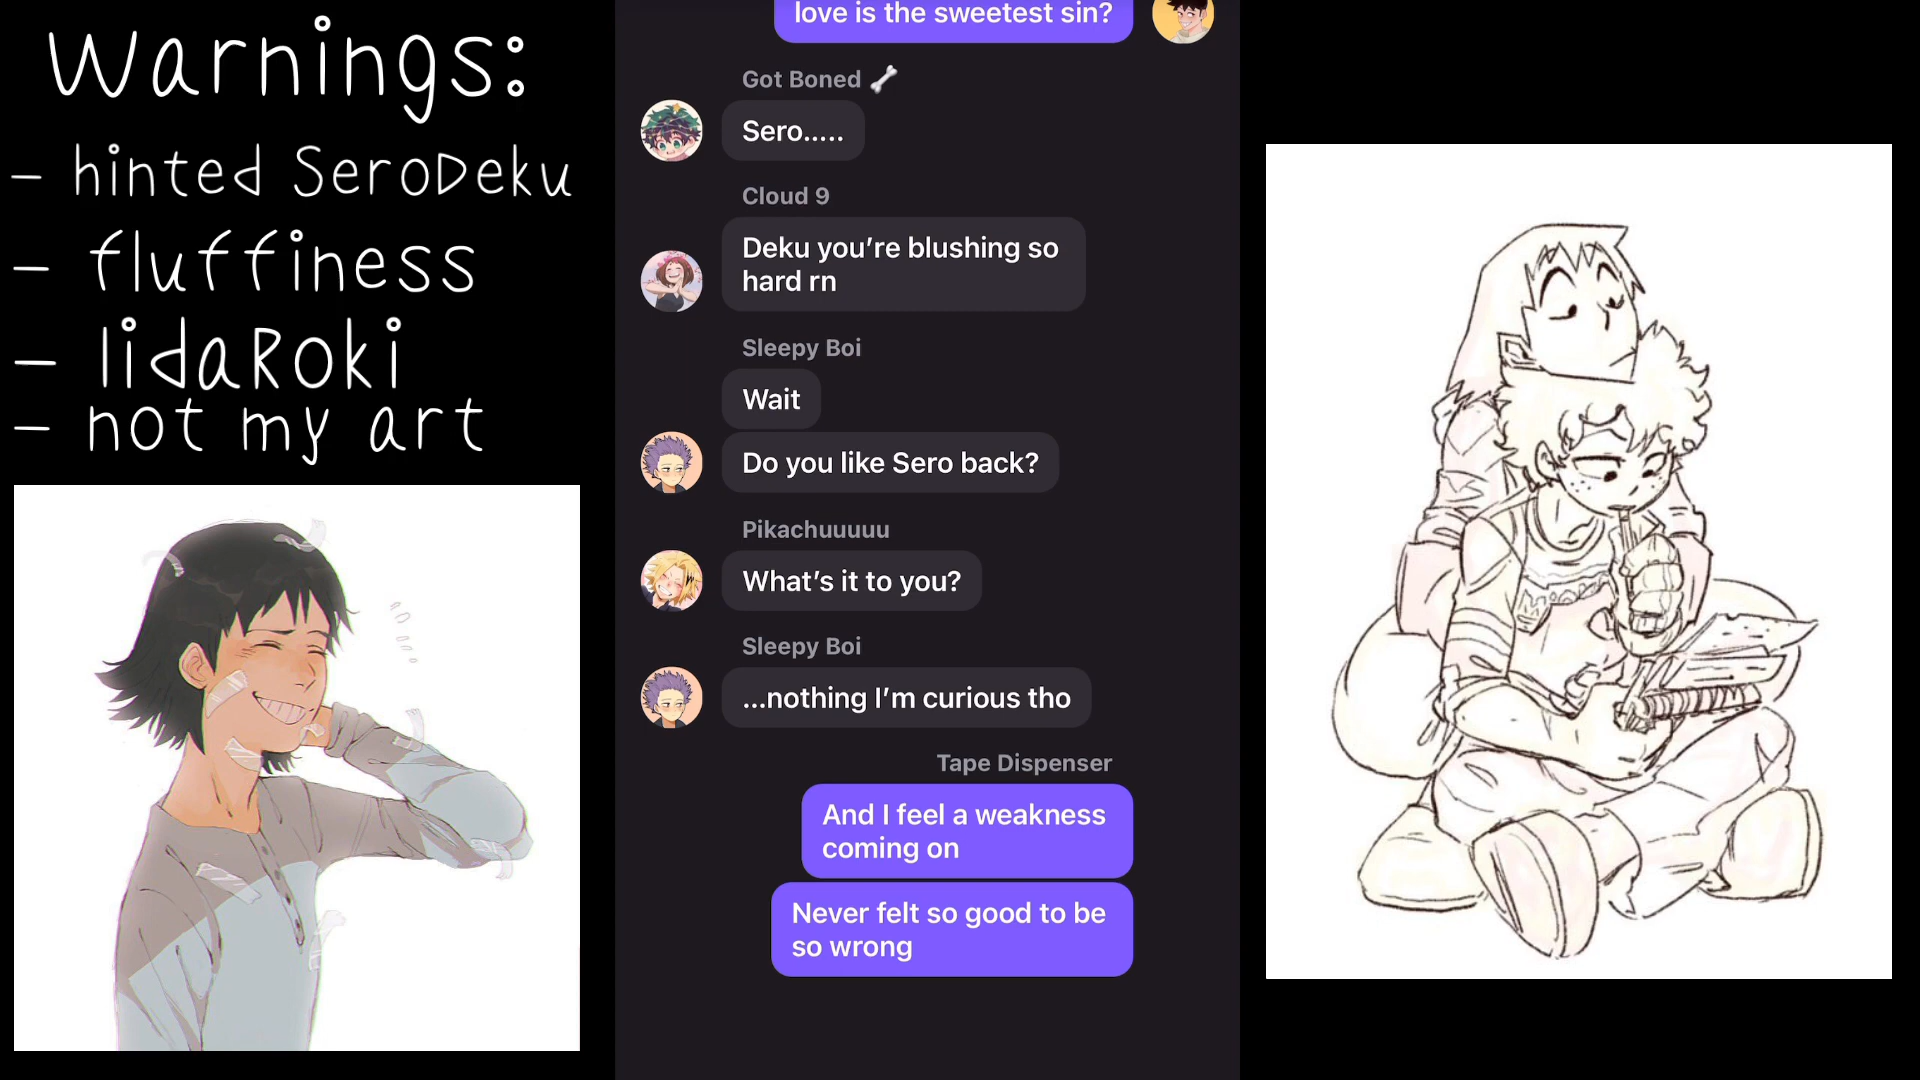 Warnings:
- hinted SeroDeku
- fluffiness
- IidaRoki
- not my art
love is the sweetest sin?
Got Boned 🦴
Sero.....
Cloud 9
Deku you’re blushing so
hard rn
Sleepy Boi
Wait
Do you like Sero back?
Pikachuuuuu
What’s it to you?
Sleepy Boi
...nothing I’m curious tho
Tape Dispenser
And I feel a weakness
coming on
Never felt so good to be
so wrong